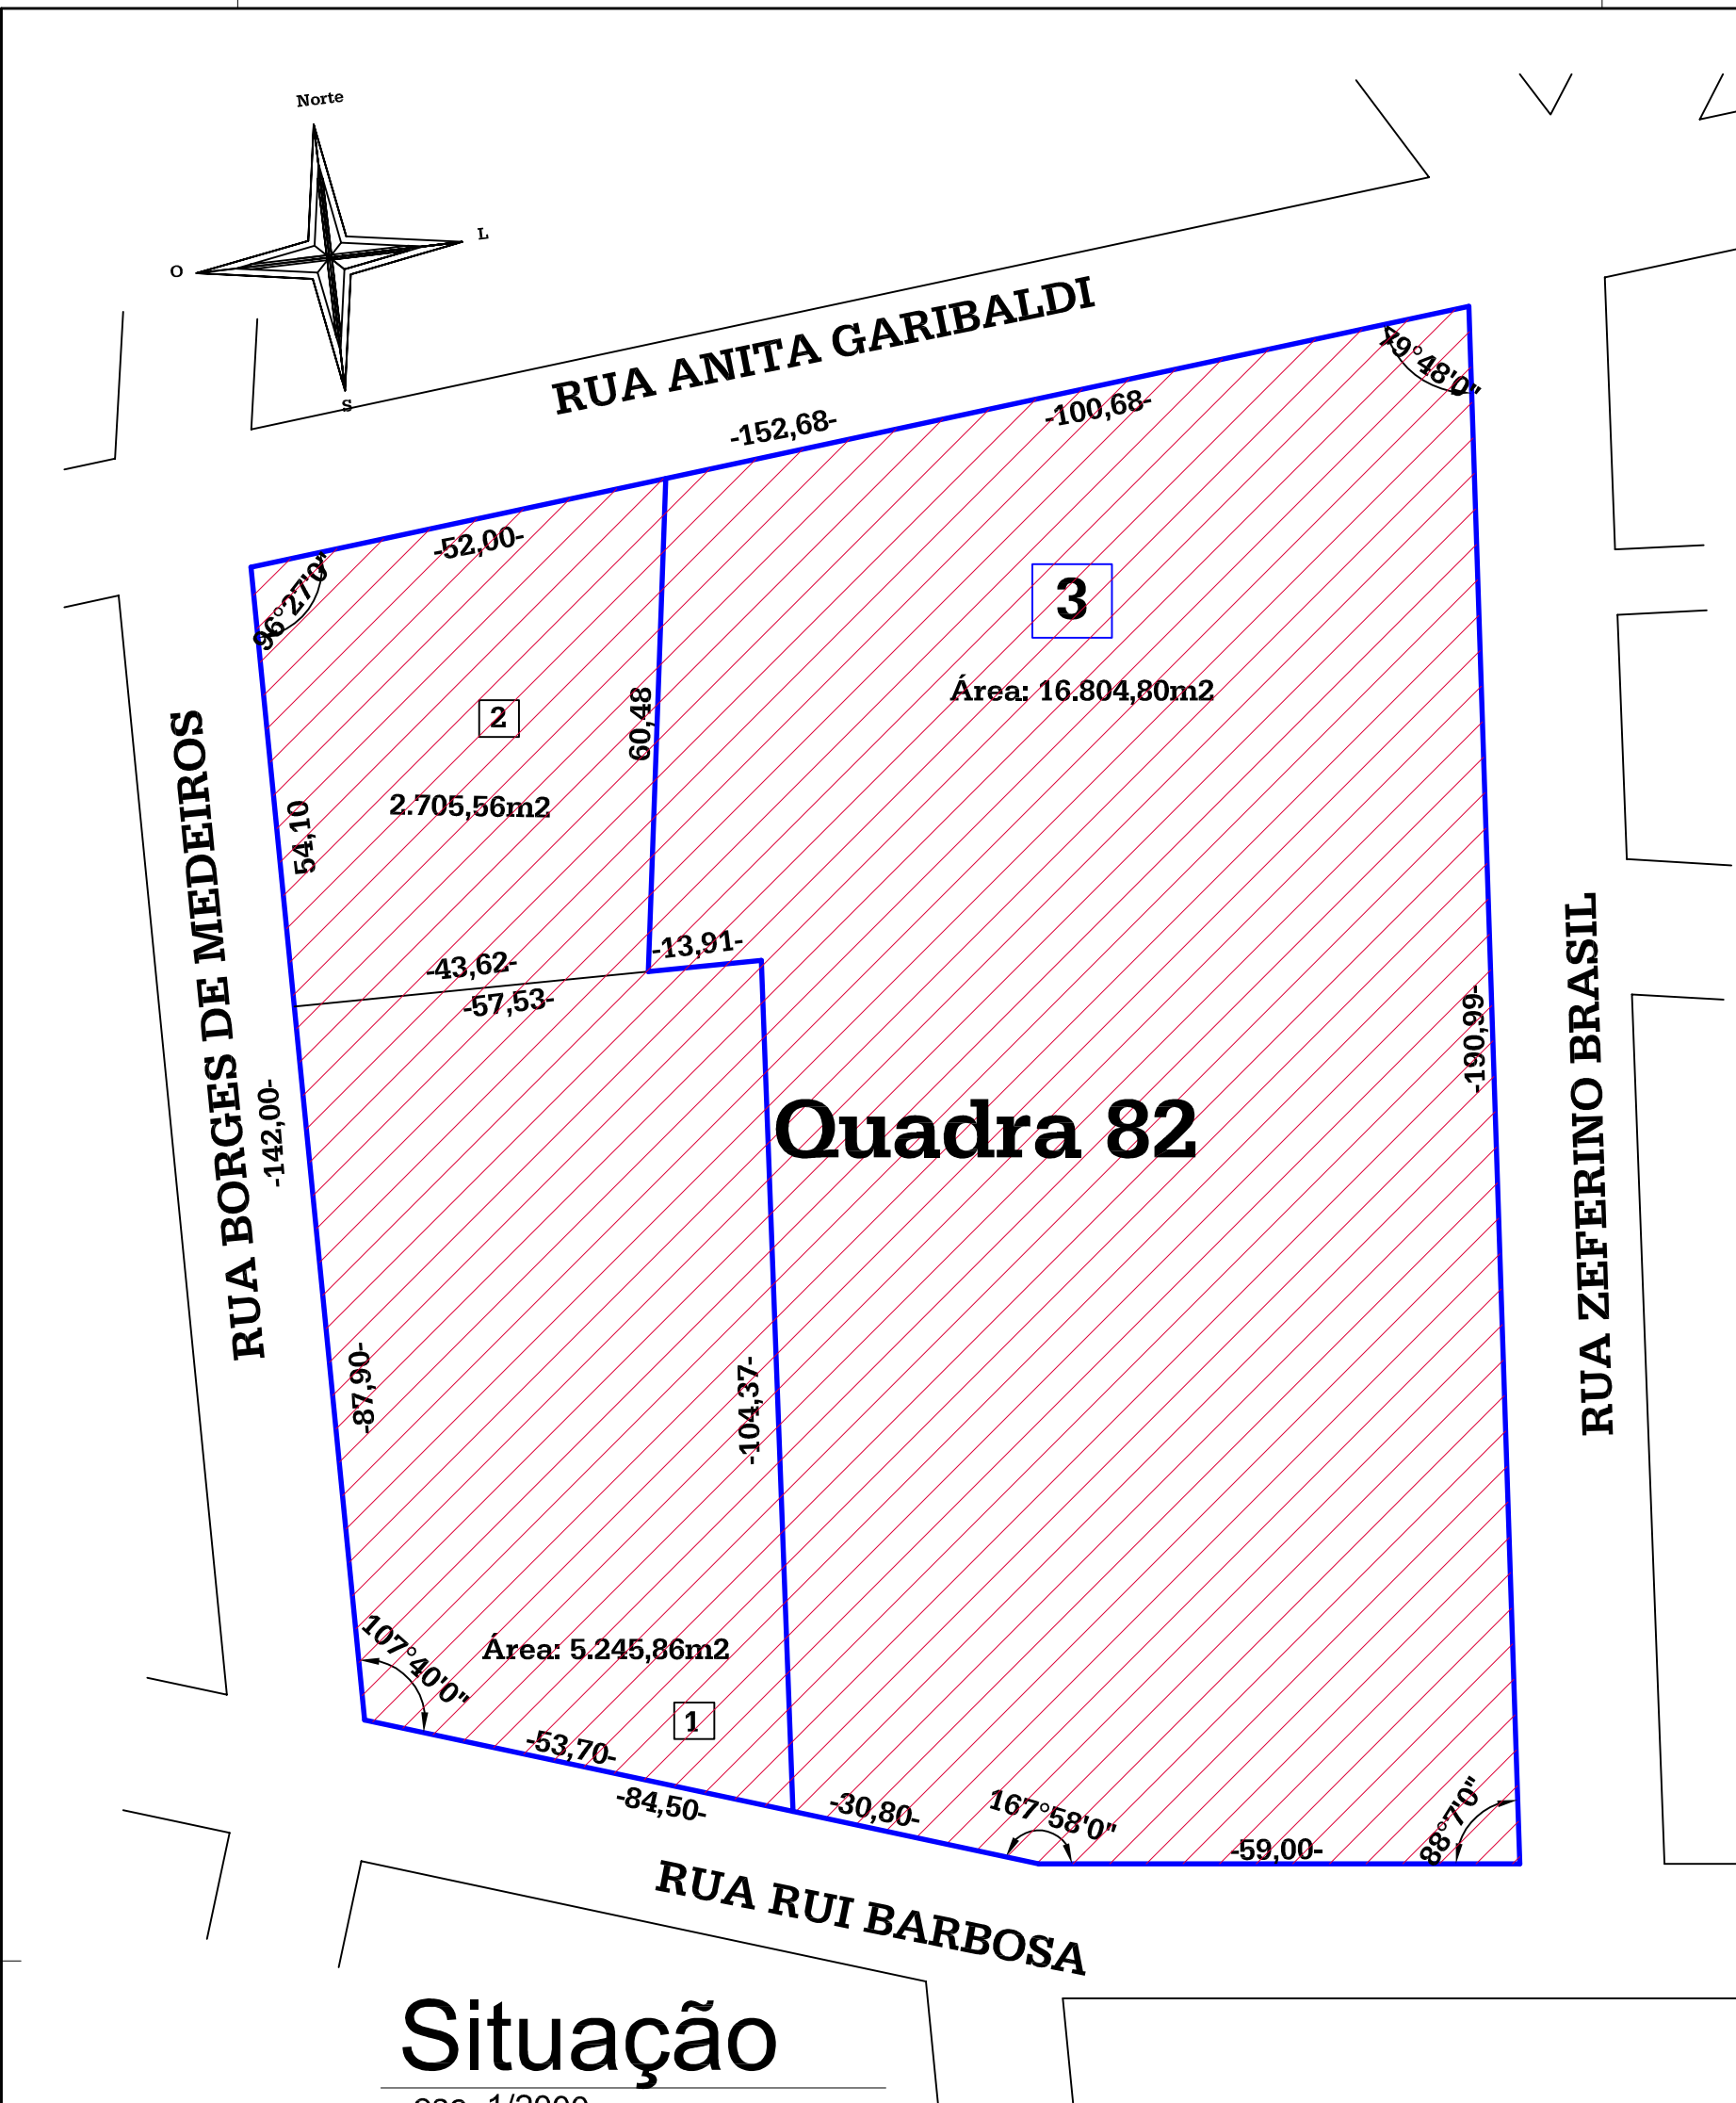 Norte
L
O
S
RUA ANITA GARIBALDI
-152,68-
-100,68-
79°48'0"
-52,00-
96°27'0"
3
Área: 16.804,80m2
2
60,48
2.705,56m2
54,10
RUA BORGES DE MEDEIROS
-13,91-
-43,62-
-57,53-
-190,99-
RUA ZEFERINO BRASIL
-142,00-
Quadra 82
-87,90-
-104,37-
107°40'0"
Área: 5.245,86m2
1
-53,70-
-84,50-
-30,80-
167°58'0"
-59,00-
88°7'0"
RUA RUI BARBOSA
Situação
esc. 1/2000